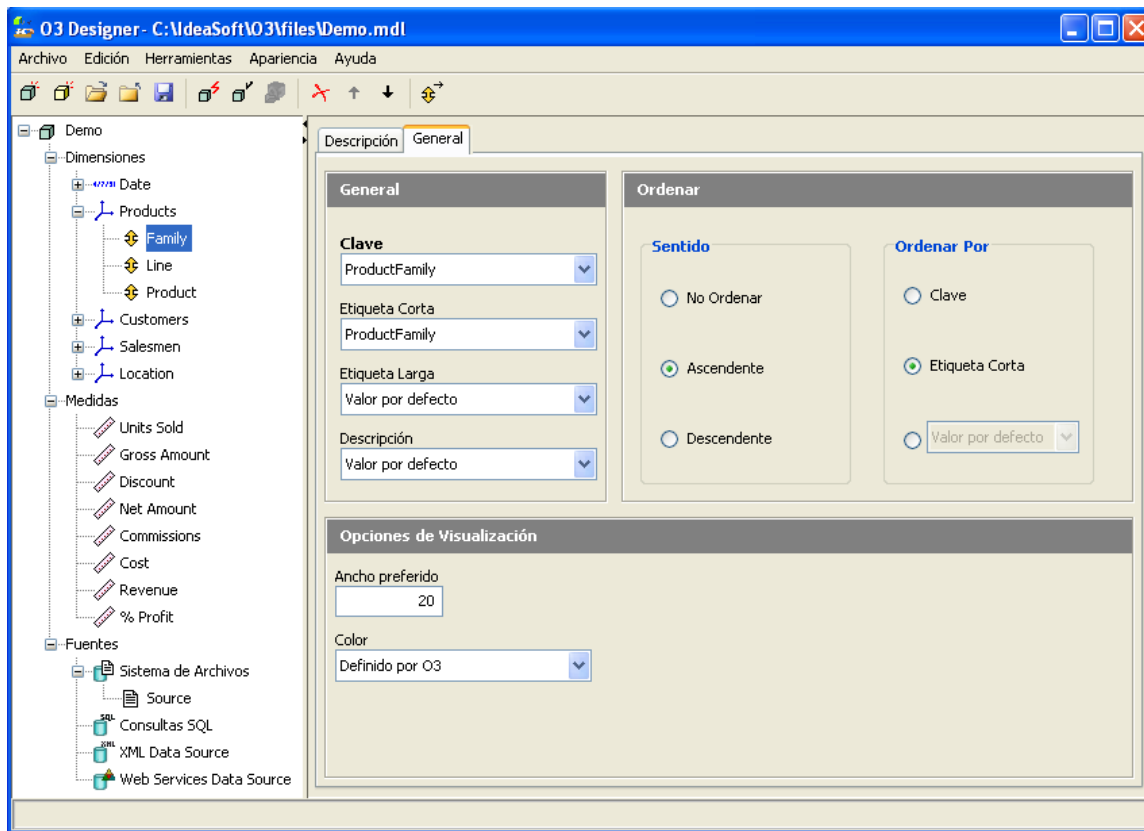 O3 Designer - C:\IdeaSoft\O3\files\Demo.mdl
Archivo Edición Herramientas Apariencia Ayuda
Demo
Dimensiones
Date
Products
Family
Line
Product
Customers
Salesmen
Location
Medidas
Units Sold
Gross Amount
Discount
Net Amount
Commissions
Cost
Revenue
% Profit
Fuentes
Sistema de Archivos
Source
SQL
Consultas SQL
XML
XML Data Source
Web Services Data Source
Descripción General
General
Clave
ProductFamily
Etiqueta Corta
ProductFamily
Etiqueta Larga
Valor por defecto
Descripción
Valor por defecto
Ordenar
Sentido
No Ordenar
Ascendente
Descendente
Ordenar Por
Clave
Etiqueta Corta
Valor por defecto
Opciones de Visualización
Ancho preferido
20
Color
Definido por O3